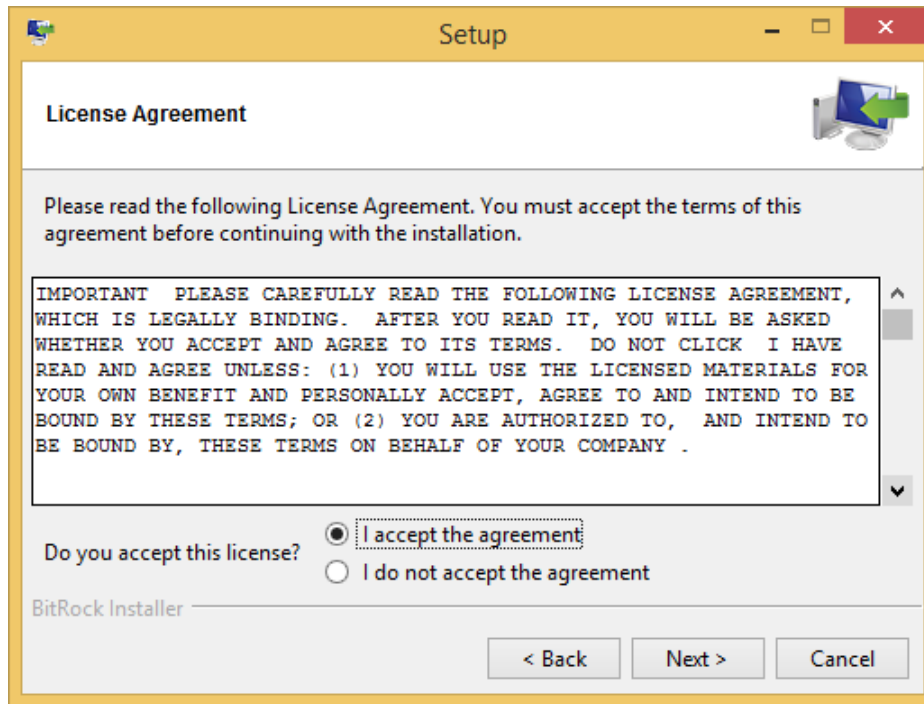 Setup
License Agreement
Please read the following License Agreement. You must accept the terms of this
agreement before continuing with the installation.
IMPORTANT  PLEASE CAREFULLY READ THE FOLLOWING LICENSE AGREEMENT,
WHICH IS LEGALLY BINDING.  AFTER YOU READ IT, YOU WILL BE ASKED
WHETHER YOU ACCEPT AND AGREE TO ITS TERMS.  DO NOT CLICK  I HAVE
READ AND AGREE UNLESS: (1) YOU WILL USE THE LICENSED MATERIALS FOR
YOUR OWN BENEFIT AND PERSONALLY ACCEPT, AGREE TO AND INTEND TO BE
BOUND BY THESE TERMS; OR (2) YOU ARE AUTHORIZED TO,  AND INTEND TO
BE BOUND BY, THESE TERMS ON BEHALF OF YOUR COMPANY .
Do you accept this license?
I accept the agreement
I do not accept the agreement
BitRock Installer
< Back
Next >
Cancel